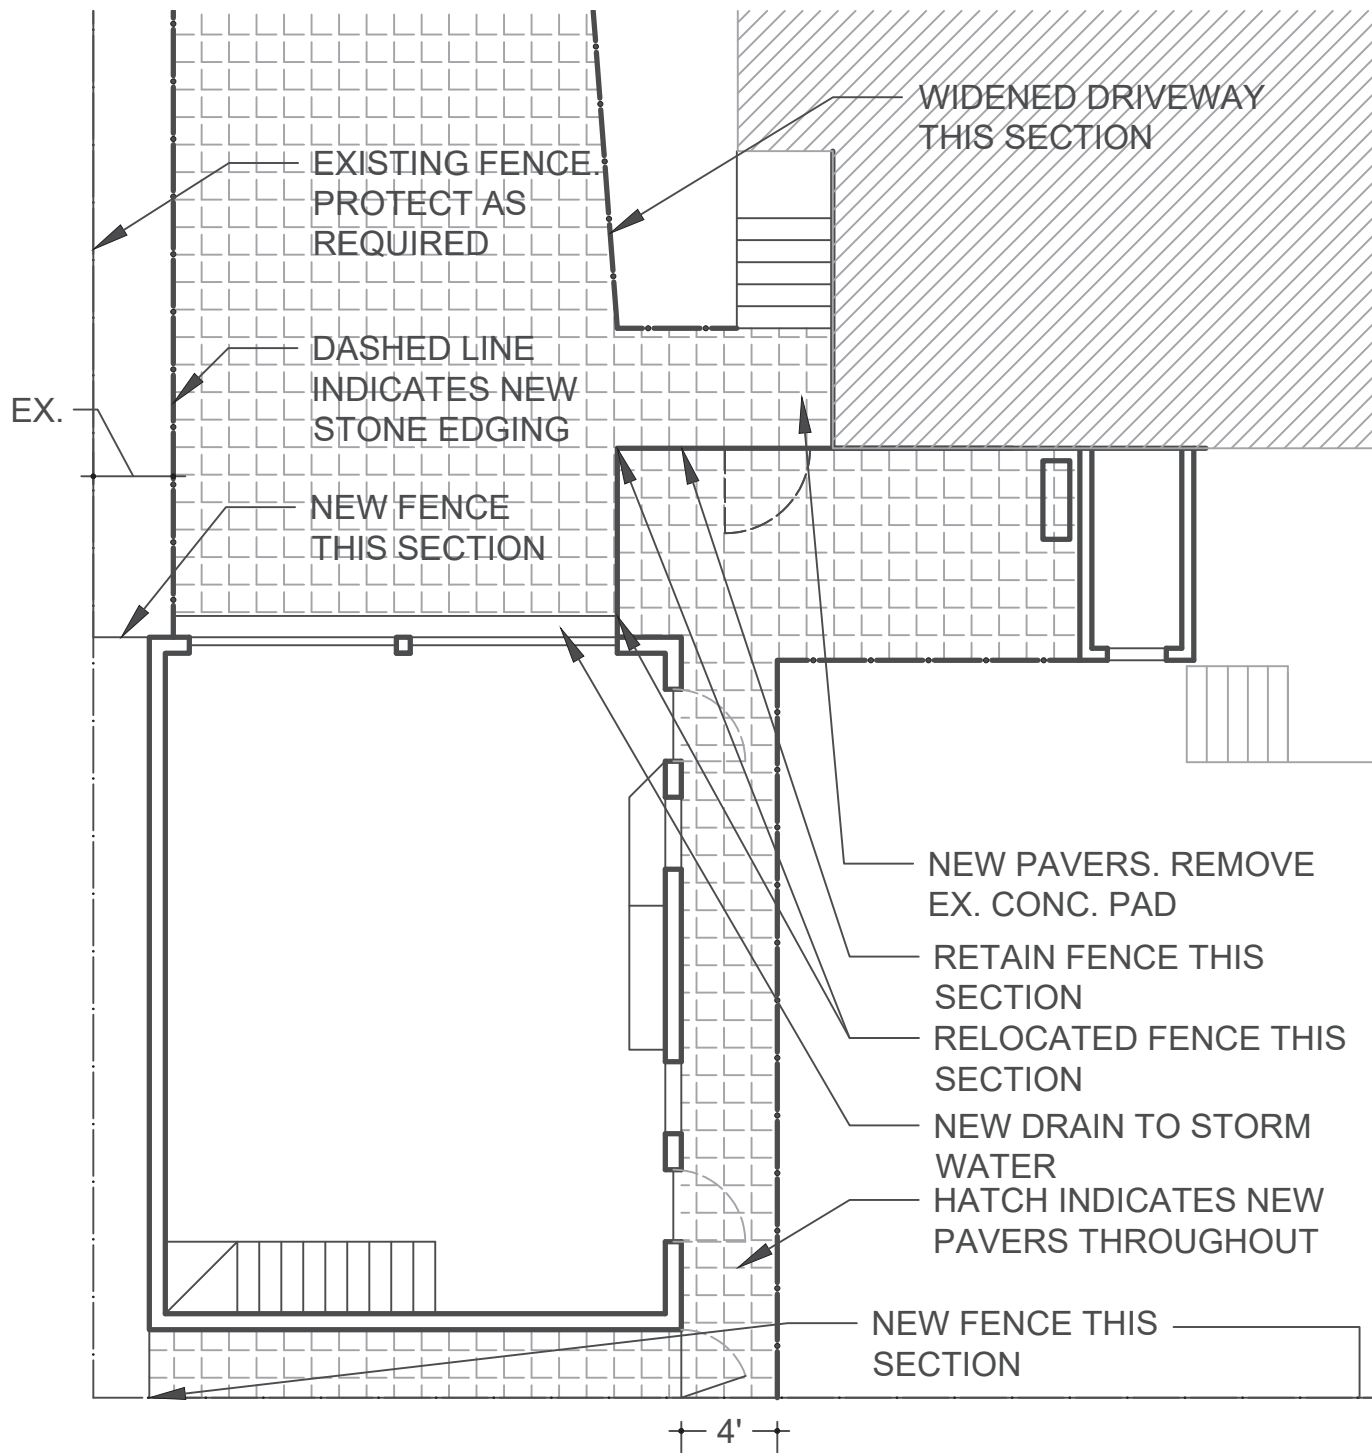 WIDENED DRIVEWAY
THIS SECTION
EXISTING FENCE.
PROTECT AS
REQUIRED
DASHED LINE
INDICATES NEW
STONE EDGING
EX.
NEW FENCE
THIS SECTION
NEW PAVERS. REMOVE
EX. CONC. PAD
RETAIN FENCE THIS
SECTION
RELOCATED FENCE THIS
SECTION
NEW DRAIN TO STORM
WATER
HATCH INDICATES NEW
PAVERS THROUGHOUT
NEW FENCE THIS
SECTION
4'